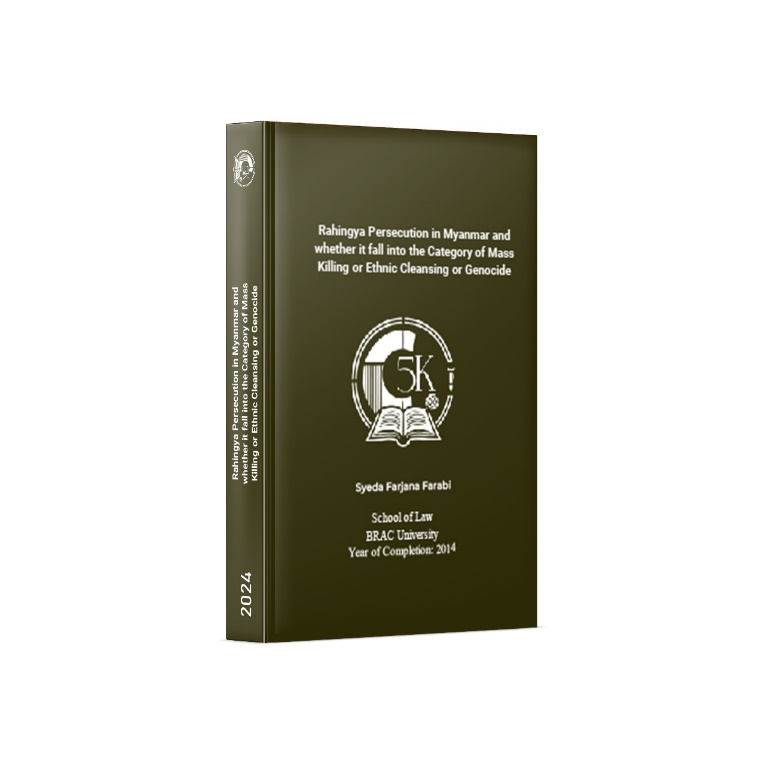 Rahingya Persecution in Myanmar and
whether it fall into the Category of Mass
Killing or Ethnic Cleansing or Genocide
5K
Syeda Farjana Farabi
School of Law
BRAC University
Year of Completion: 2014
Rahingya Persecution in Myanmar and
whether it fall into the Category of Mass
Killing or Ethnic Cleansing or Genocide
2024